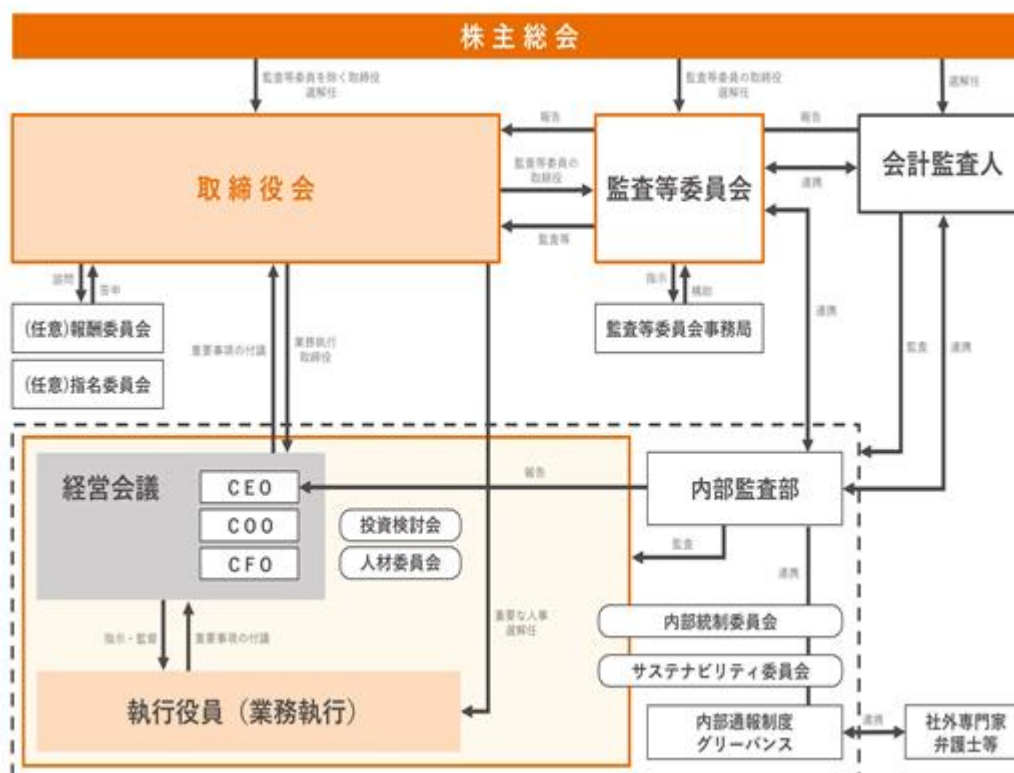 株主総会
監査等委員を除く取締役
選解任
監査等委員の取締役
選解任
選解任
取締役会
報告
監査等委員の
取締役
監査等
監査等委員会
報告
連携
会計監査人
諮問
答申
指示
補助
(任意)報酬委員会
(任意)指名委員会
重要事項の付議
業務執行
取締役
監査等委員会事務局
連携
監査
連携
経営会議
CEO
COO
CFO
報告
投資検討会
人材委員会
内部監査部
監査
連携
指示・監督
重要事項の付議
重要な人事
選解任
内部統制委員会
サステナビリティ委員会
執行役員（業務執行）
内部通報制度
グリーバンス
連携
社外専門家
弁護士等